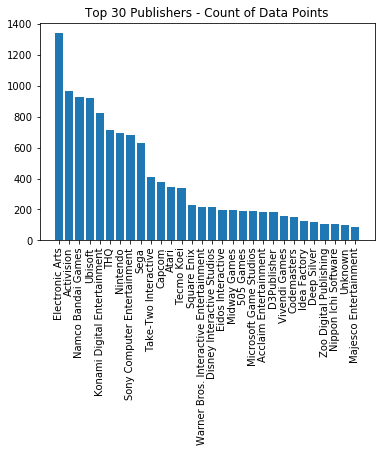 Top 30 Publishers - Count of Data Points
1400
1200
1000
800
600
400
200
0
Electronic Arts
Activision
Namco Bandai Games
Ubisoft
Konami Digital Entertainment
THQ
Nintendo
Sony Computer Entertainment
Sega
Take-Two Interactive
Capcom
Atari
Tecmo Koei
Square Enix
Warner Bros. Interactive Entertainment
Disney Interactive Studios
Eidos Interactive
Midway Games
505 Games
Microsoft Game Studios
Acclaim Entertainment
D3Publisher
Vivendi Games
Codemasters
Idea Factory
Deep Silver
Zoo Digital Publishing
Nippon Ichi Software
Unknown
Majesco Entertainment